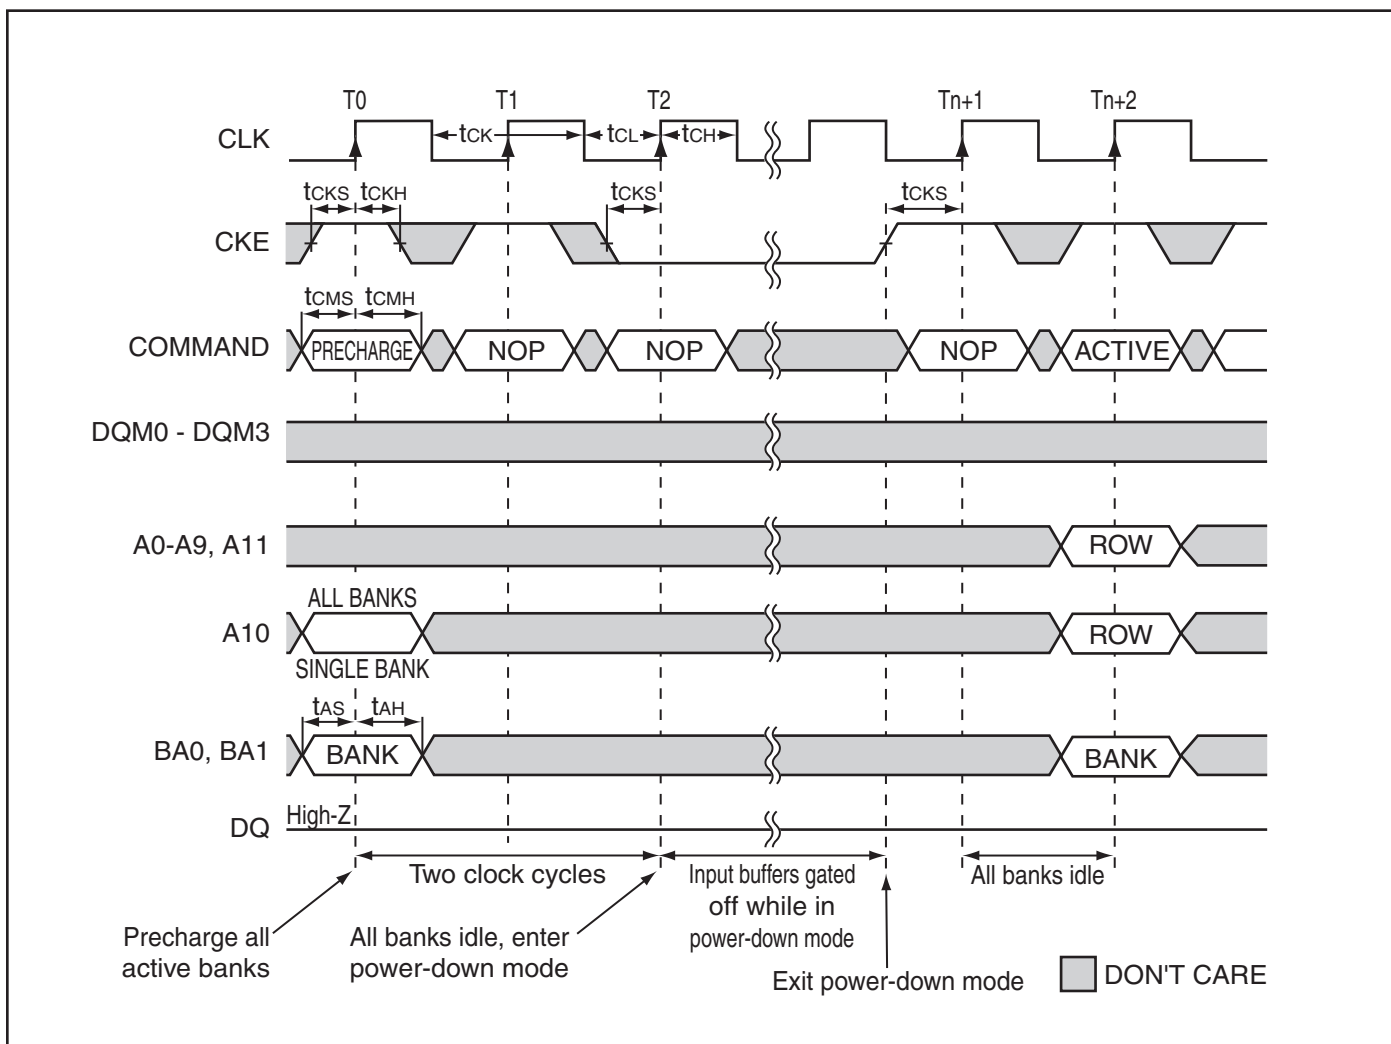 T0 T1 T2 Tn+1 Tn+2
CLK tCK tCL tCH
tCKS tCKH tCKS tCKS
CKE
tCMS tCMH
COMMAND PRECHARGE NOP NOP NOP ACTIVE
DQM0 - DQM3
A0-A9, A11 ROW
ALL BANKS
A10 ROW
SINGLE BANK
tAS tAH
BA0, BA1 BANK BANK
High-Z
DQ
Two clock cycles
Input buffers gated
off while in
power-down mode
All banks idle
Precharge all
active banks
All banks idle, enter
power-down mode
Exit power-down mode
DON'T CARE